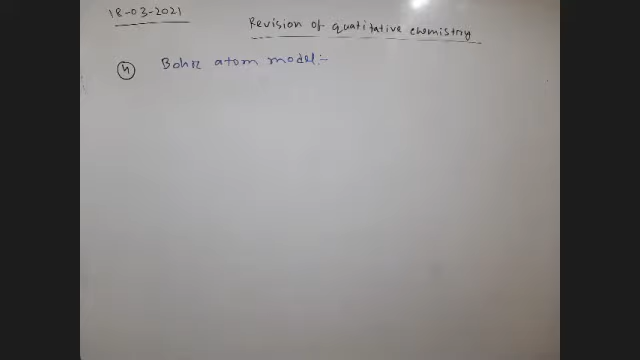 18-03-2021
Revision of quatitative chemistry
4 Bohr atom model:-